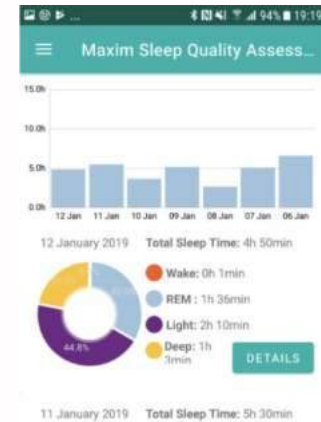 94% 19:19
Maxim Sleep Quality Assess...
15.0h
10.0h
5.0h
0.0h
12 Jan 11 Jan 10 Jan 09 Jan 08 Jan 07 Jan 06 Jan
12 January 2019 Total Sleep Time: 4h 50min
Wake: 0h 1min
REM : 1h 36min
Light: 2h 10min
Deep: 1h
3min
44.8%
DETAILS
11 January 2019 Total Sleep Time: 5h 30min